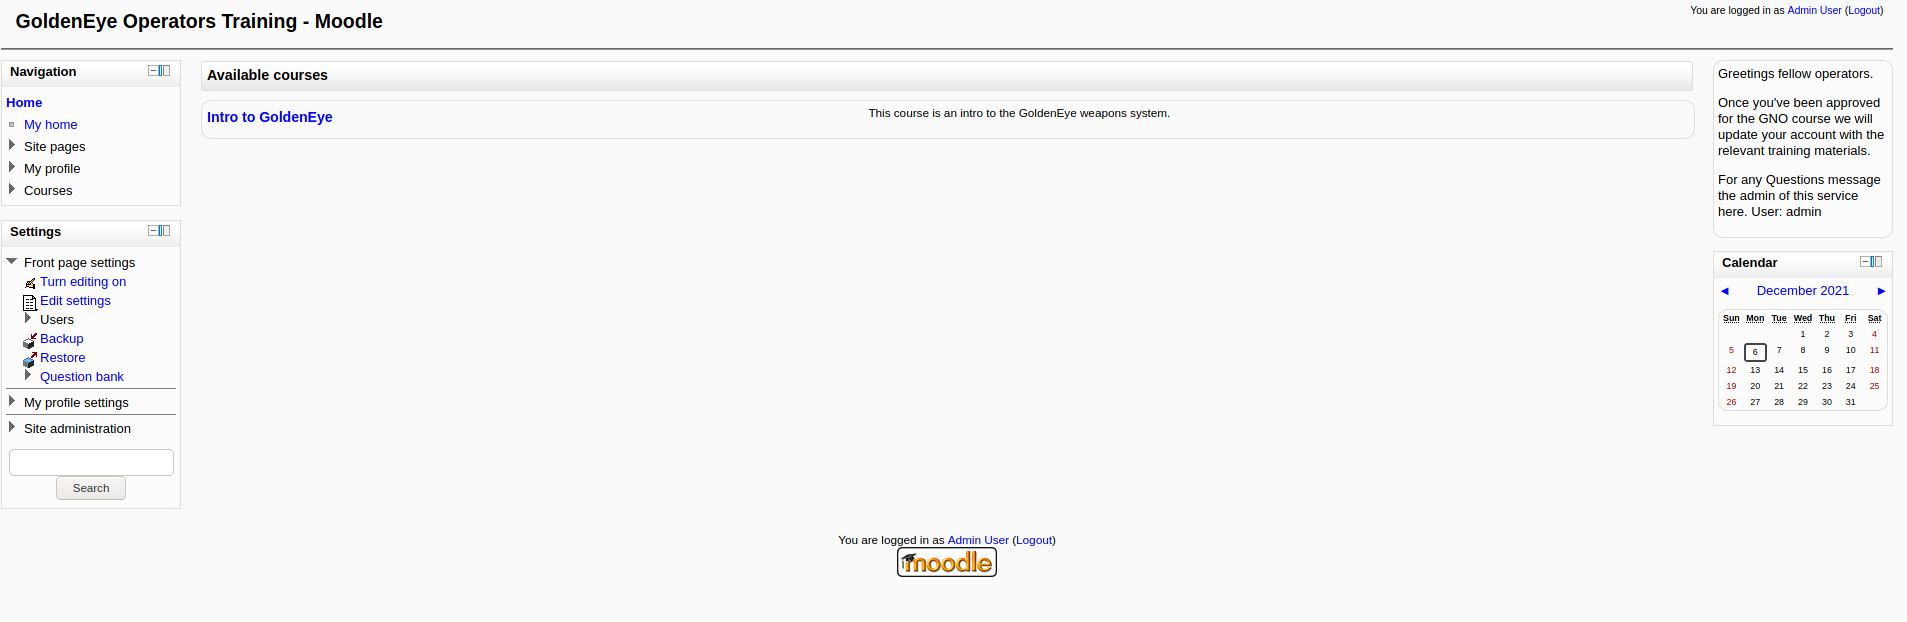 GoldenEye Operators Training - Moodle
You are logged in as Admin User (Logout)
Navigation
Home
My home
Site pages
My profile
Courses
Settings
Front page settings
Turn editing on
Edit settings
Users
Backup
Restore
Question bank
My profile settings
Site administration
Search
Available courses
Intro to GoldenEye
This course is an intro to the GoldenEye weapons system.
Greetings fellow operators.
Once you've been approved
for the GNO course we will
update your account with the
relevant training materials.
For any Questions message
the admin of this service
here. User: admin
Calendar
◄ December 2021 ►
Sun Mon Tue Wed Thu Fri Sat
1 2 3 4
5 6 7 8 9 10 11
12 13 14 15 16 17 18
19 20 21 22 23 24 25
26 27 28 29 30 31
You are logged in as Admin User (Logout)
moodle